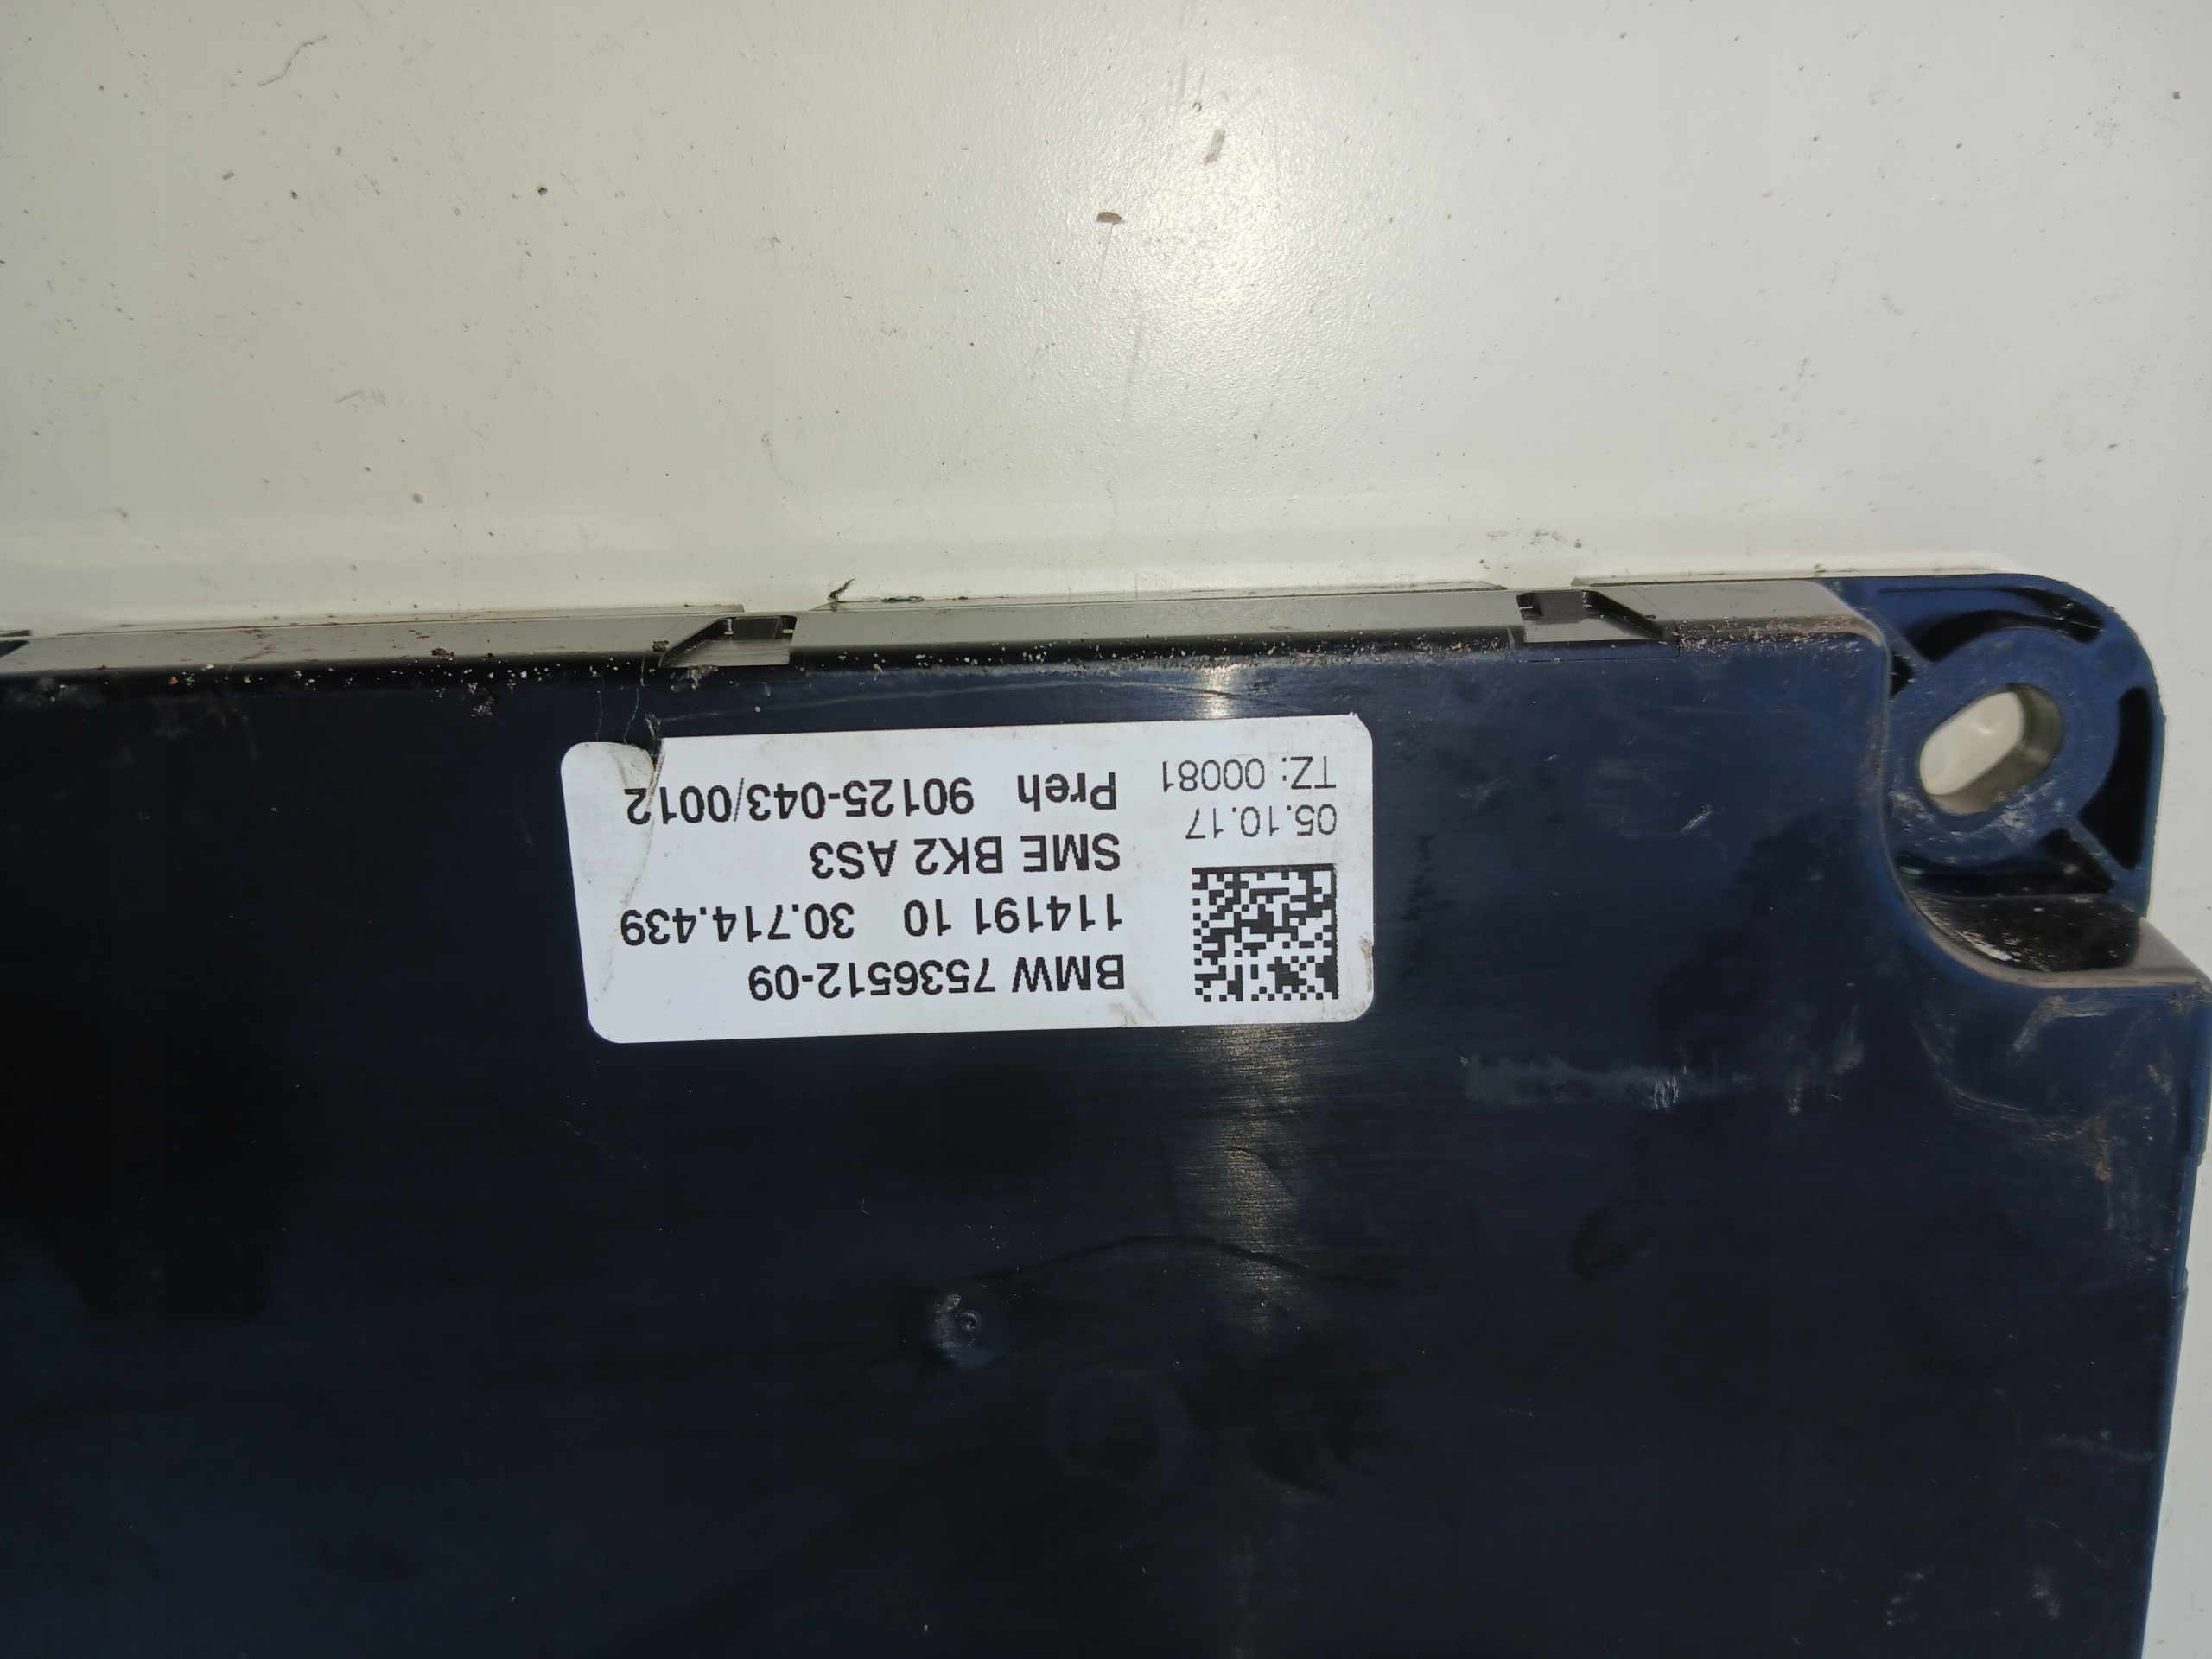 BMW 7536512-09
114191 10 30.714.439
SME BK2 AS3
Preh 90125-043/0012
05.10.17
TZ: 00081